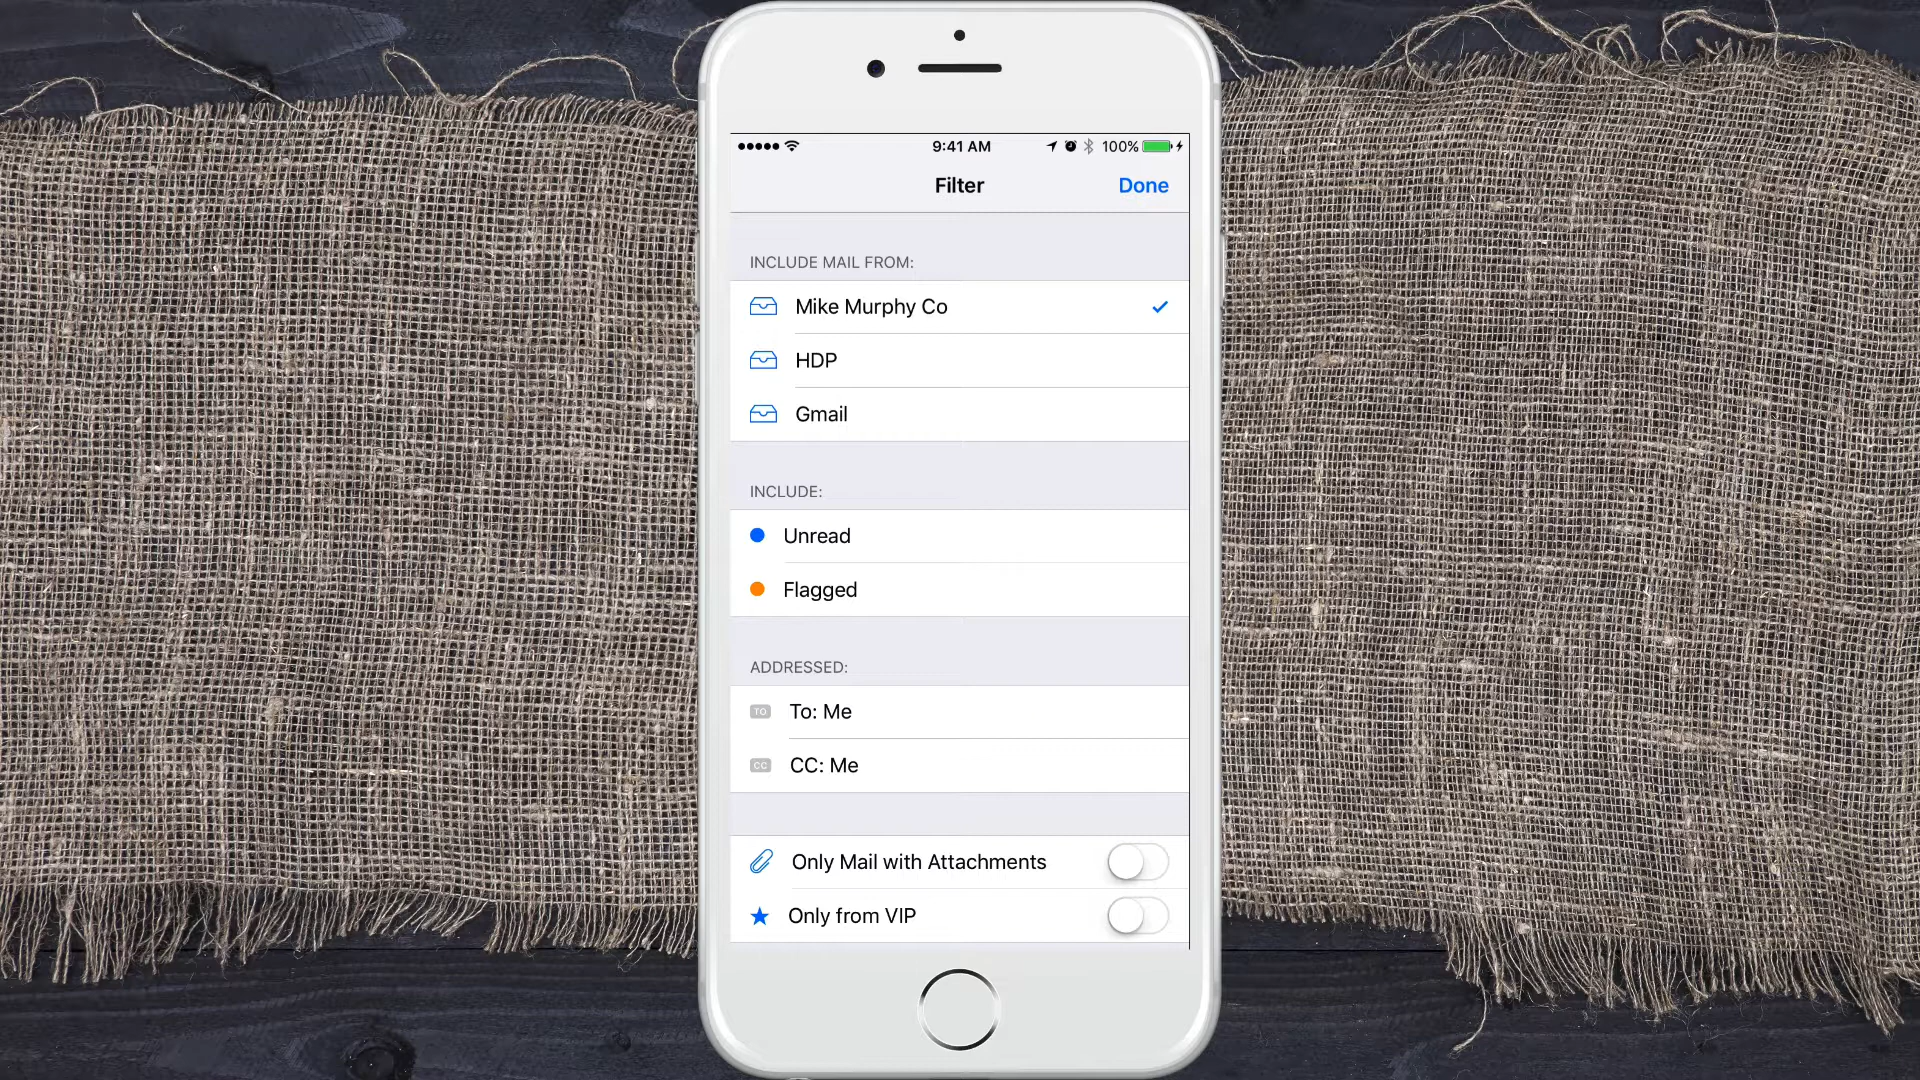 9:41 AM 100%
Filter Done
INCLUDE MAIL FROM:
Mike Murphy Co
HDP
Gmail
INCLUDE:
Unread
Flagged
ADDRESSED:
TO To: Me
CC CC: Me
Only Mail with Attachments
Only from VIP